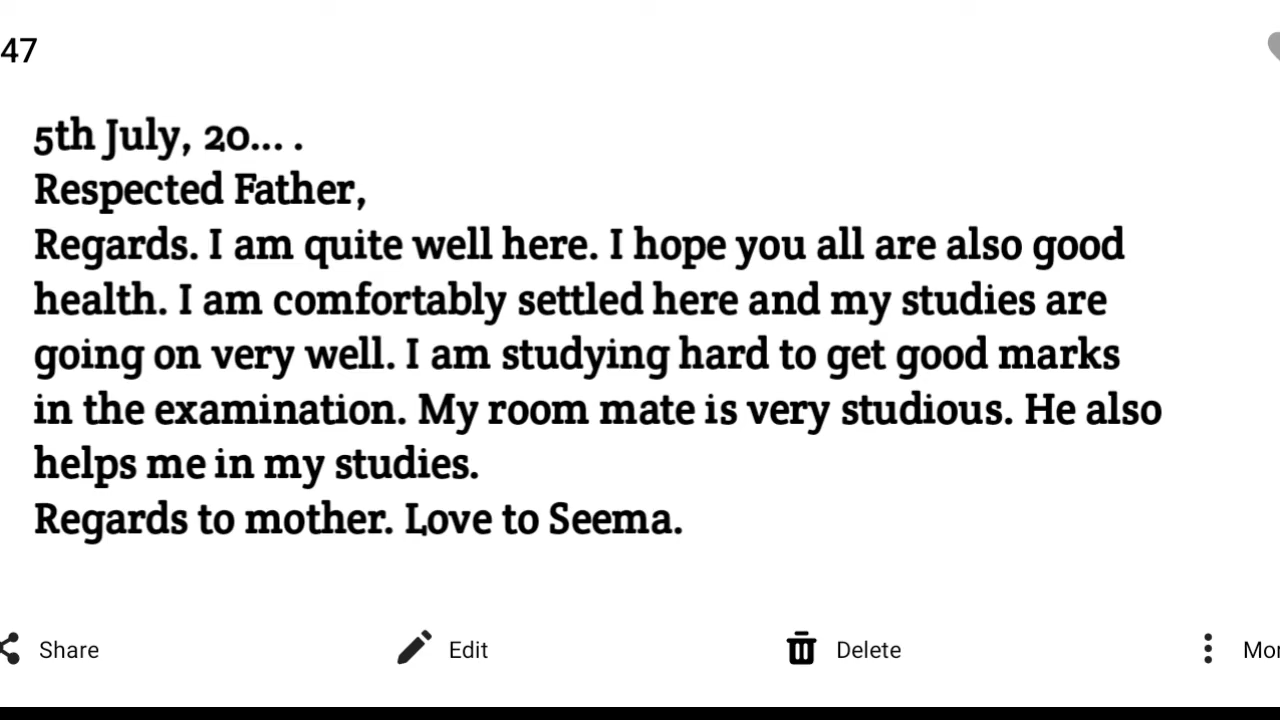 47
5th July, 20... .
Respected Father,
Regards. I am quite well here. I hope you all are also good
health. I am comfortably settled here and my studies are
going on very well. I am studying hard to get good marks
in the examination. My room mate is very studious. He also
helps me in my studies.
Regards to mother. Love to Seema.
Share Edit Delete